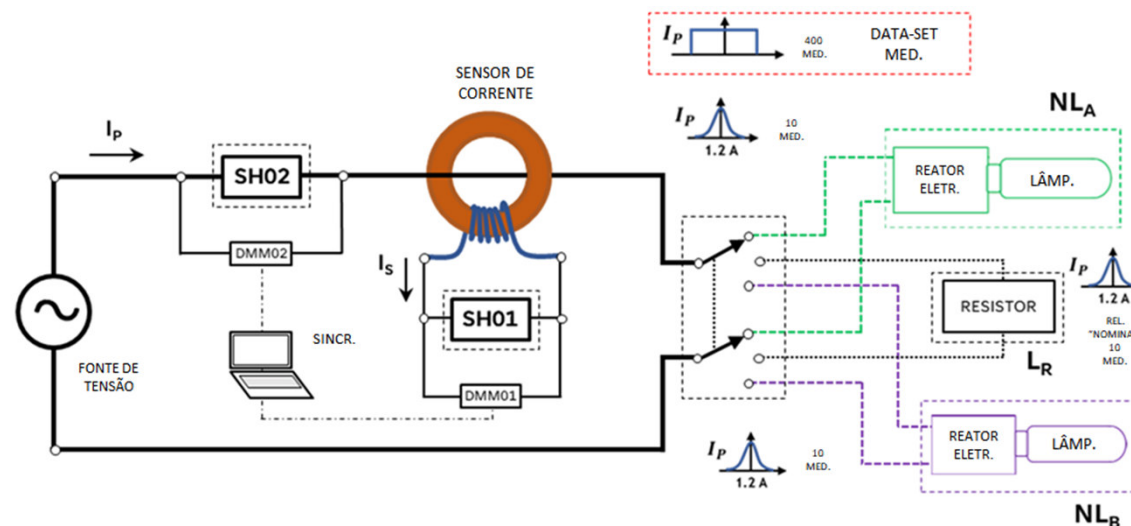 I_P
400
MED.
DATA-SET
MED.
SENSOR DE
CORRENTE
I_P
1.2 A
10
MED.
NL_A
I_P
SH02
REATOR
ELETR.
LÂMP.
DMM02
I_S
I_P
1.2 A
SH01
RESISTOR
REL.
"NOMINA
10
MED.
SINCR.
FONTE DE
TENSÃO
L_R
DMM01
I_P
1.2 A
10
MED.
REATOR
ELETR.
LÂMP.
NL_B